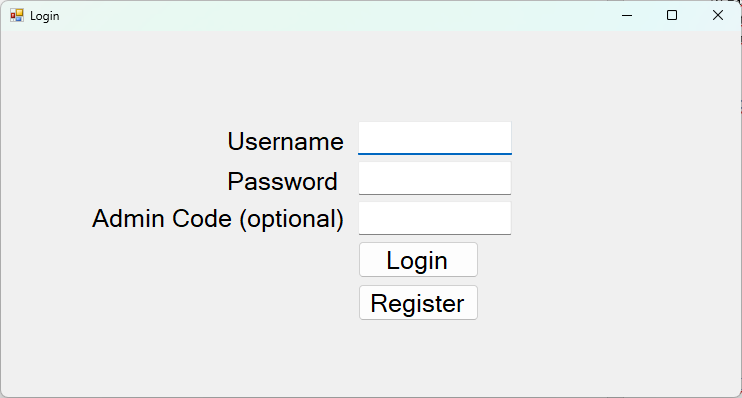 Login
Username
Password
Admin Code (optional)
Login
Register